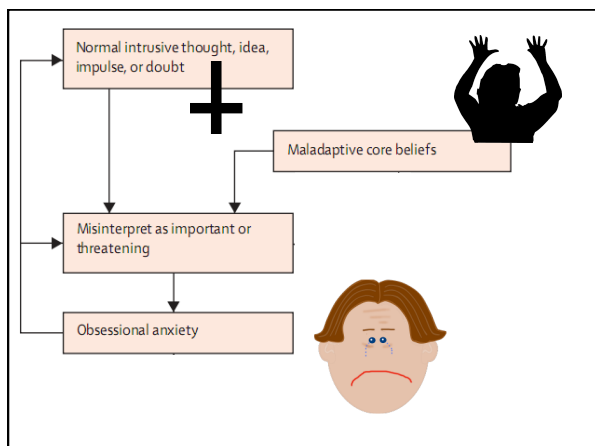 Normal intrusive thought, idea,
impulse, or doubt
Maladaptive core beliefs
Misinterpret as important or
threatening
Obsessional anxiety